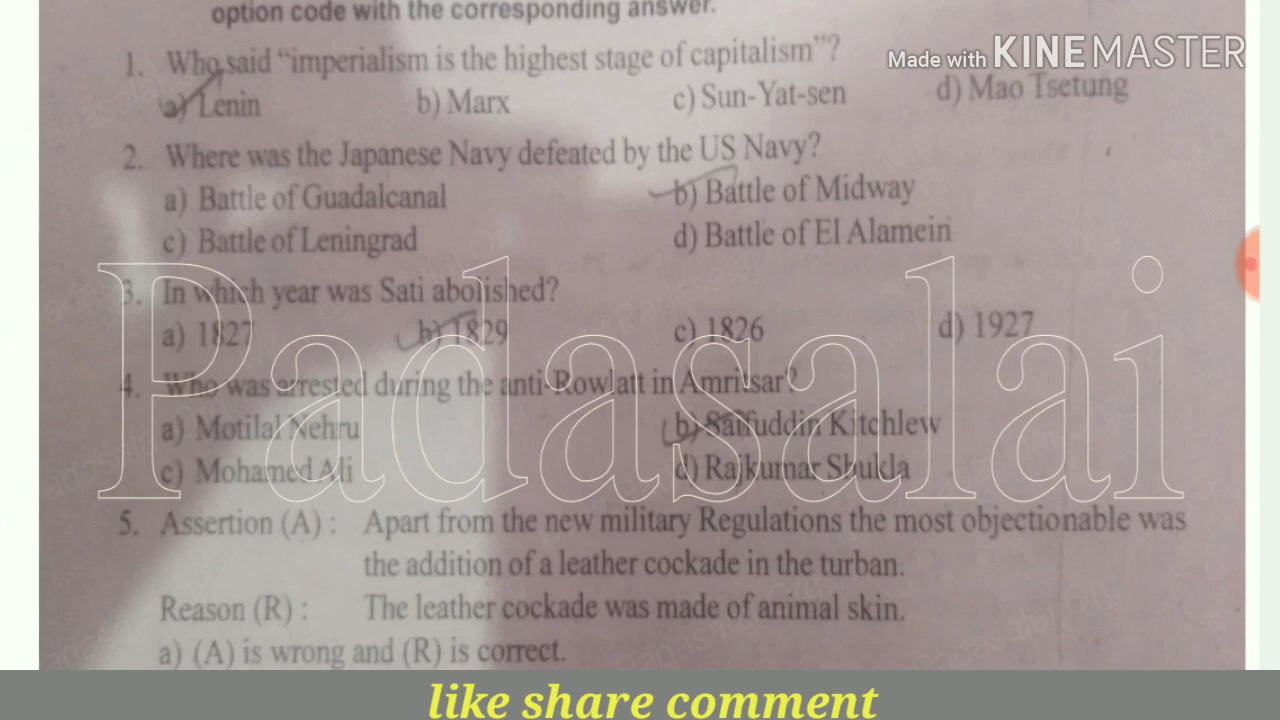 option code with the corresponding answer.
Made with KINEMASTER
1. Who said “imperialism is the highest stage of capitalism”?
a) Lenin b) Marx c) Sun-Yat-sen d) Mao Tsetung
2. Where was the Japanese Navy defeated by the US Navy?
a) Battle of Guadalcanal b) Battle of Midway
c) Battle of Leningrad d) Battle of El Alamein
3. In which year was Sati abolished?
a) 1827 b) 1829 c) 1826 d) 1927
4. Who was arrested during the anti-Rowlatt in Amritsar?
a) Motilal Nehru b) Saifuddin Kitchlew
c) Mohamed Ali d) Rajkumar Shukla
Padasalai
5. Assertion (A) : Apart from the new military Regulations the most objectionable was
the addition of a leather cockade in the turban.
Reason (R) : The leather cockade was made of animal skin.
a) (A) is wrong and (R) is correct.
like share comment